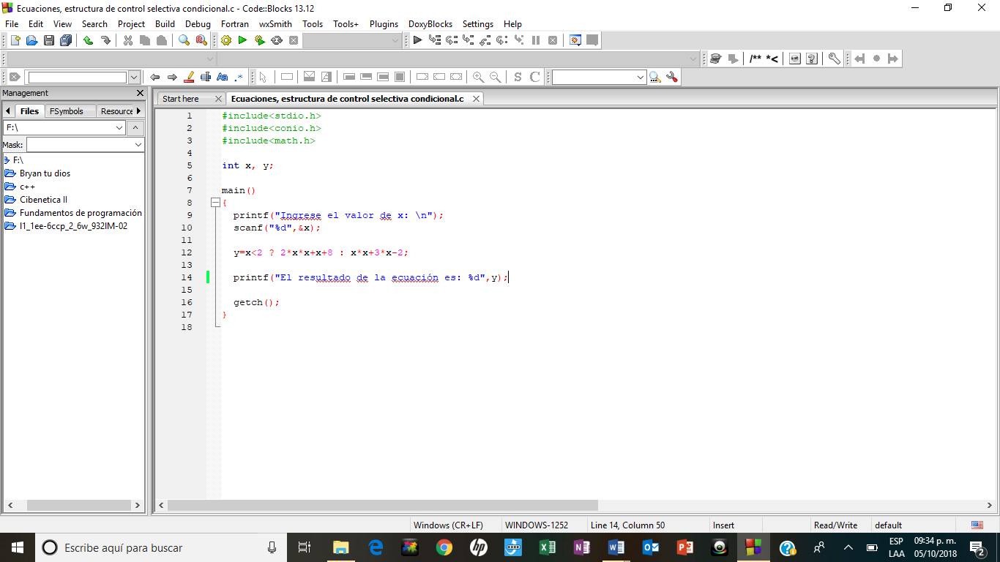 Ecuaciones, estructura de control selectiva condicional.c - Code::Blocks 13.12
File Edit View Search Project Build Debug Fortran wxSmith Tools Tools+ Plugins DoxyBlocks Settings Help
/** *<
Aa .*
S C
Management
Files FSymbols Resource
F:\
Mask:
F:\
Bryan tu dios
c++
Cibenetica II
Fundamentos de programación
l1_1ee-6ccp_2_6w_932IM-02
Start here Ecuaciones, estructura de control selectiva condicional.c
1 #include<stdio.h>
2 #include<conio.h>
3 #include<math.h>
4
5 int x, y;
6
7 main()
8 {
9 printf("Ingrese el valor de x: \n");
10 scanf("%d",&x);
11
12 y=x<2 ? 2*x*x+x+8 : x*x+3*x-2;
13
14 printf("El resultado de la ecuación es: %d",y);
15
16 getch();
17 }
18
Windows (CR+LF) WINDOWS-1252 Line 14, Column 50 Insert Read/Write default
Escribe aquí para buscar
ESP 09:34 p. m.
LAA 05/10/2018 2